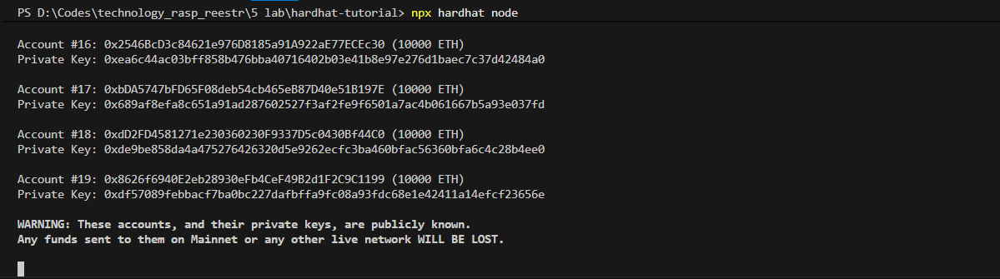 PS D:\Codes\technology_rasp_reestr\5 lab\hardhat-tutorial> npx hardhat node
Account #16: 0x2546BcD3c84621e976D8185a91A922aE77ECEc30 (10000 ETH)
Private Key: 0xea6c44ac03bff858b476bba40716402b03e41b8e97e276d1baec7c37d42484a0
Account #17: 0xbDA5747bFD65F08deb54cb465eB87D40e51B197E (10000 ETH)
Private Key: 0x689af8efa8c651a91ad287602527f3af2fe9f6501a7ac4b061667b5a93e037fd
Account #18: 0xdD2FD4581271e230360230F9337D5c0430Bf44C0 (10000 ETH)
Private Key: 0xde9be858da4a475276426320d5e9262ecfc3ba460bfac56360bfa6c4c28b4ee0
Account #19: 0x8626f6940E2eb28930eFb4CeF49B2d1F2C9C1199 (10000 ETH)
Private Key: 0xdf57089febbacf7ba0bc227dafbffa9fc08a93fdc68e1e42411a14efcf23656e
WARNING: These accounts, and their private keys, are publicly known.
Any funds sent to them on Mainnet or any other live network WILL BE LOST.